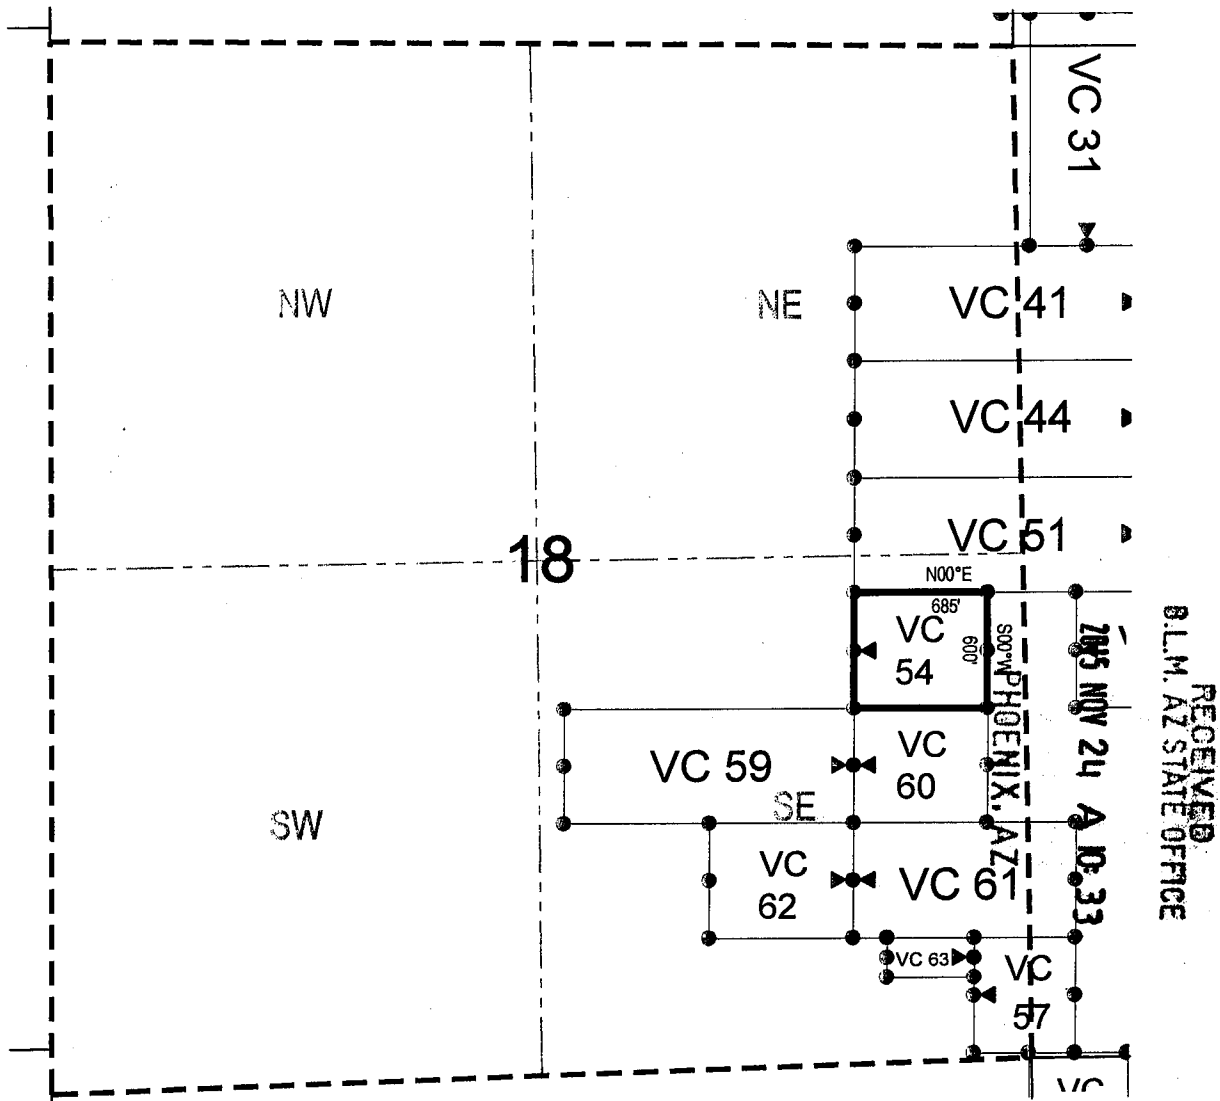 VC 31
NW
NE
VC 41
VC 44
VC 51
18
N00°E
685'
VC
54
600'
S00°W
VC 59
VC
60
SW
SE
VC
62
VC 61
VC 63
VC
57
VC
RECEIVED
B.L.M. AZ STATE OFFICE
NOV 24 A 10:33
PHOENIX, AZ